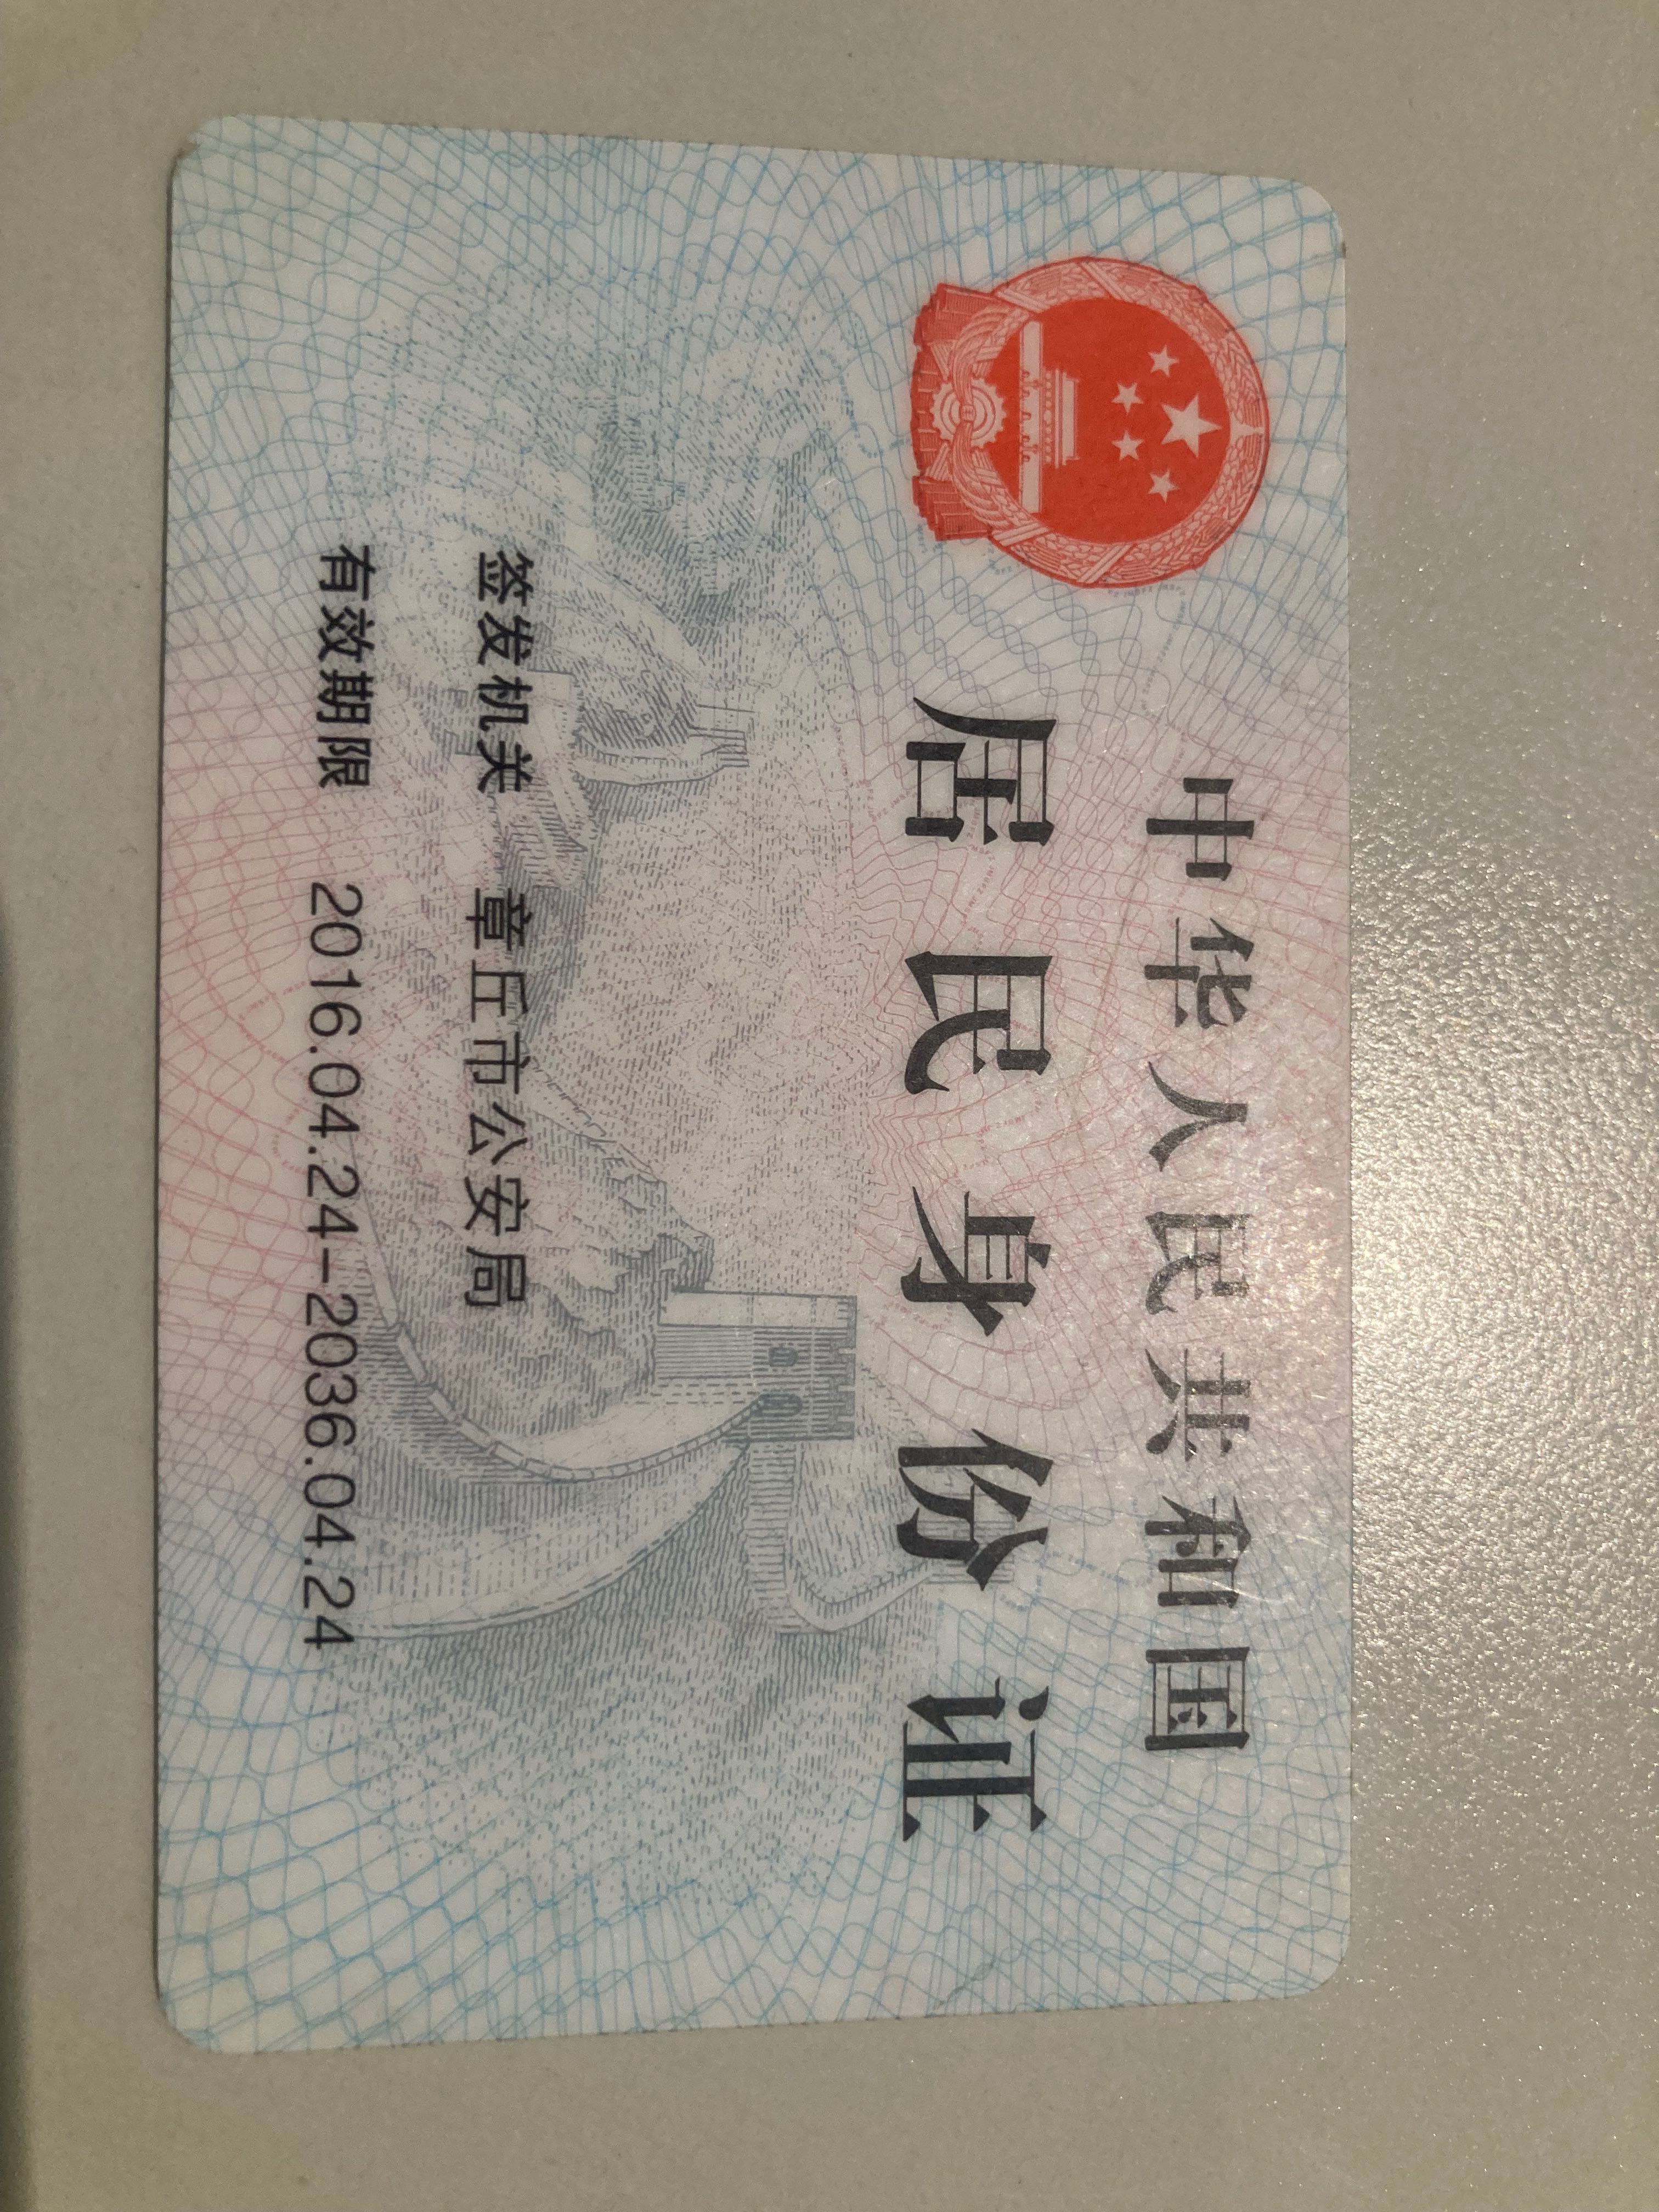 中华人民共和国
居民身份证
签发机关 章丘市公安局
有效期限 2016.04.24-2036.04.24